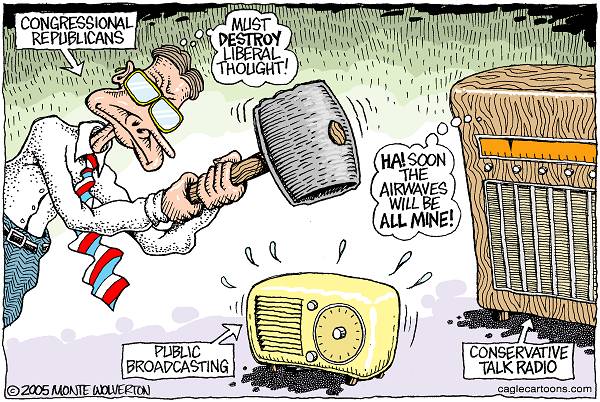 CONGRESSIONAL
REPUBLICANS
MUST
DESTROY
LIBERAL
THOUGHT!
HA! SOON
THE
AIRWAVES
WILL BE
ALL MINE!
PUBLIC
BROADCASTING
CONSERVATIVE
TALK RADIO
© 2005 MONTE WOLVERTON
caglecartoons.com